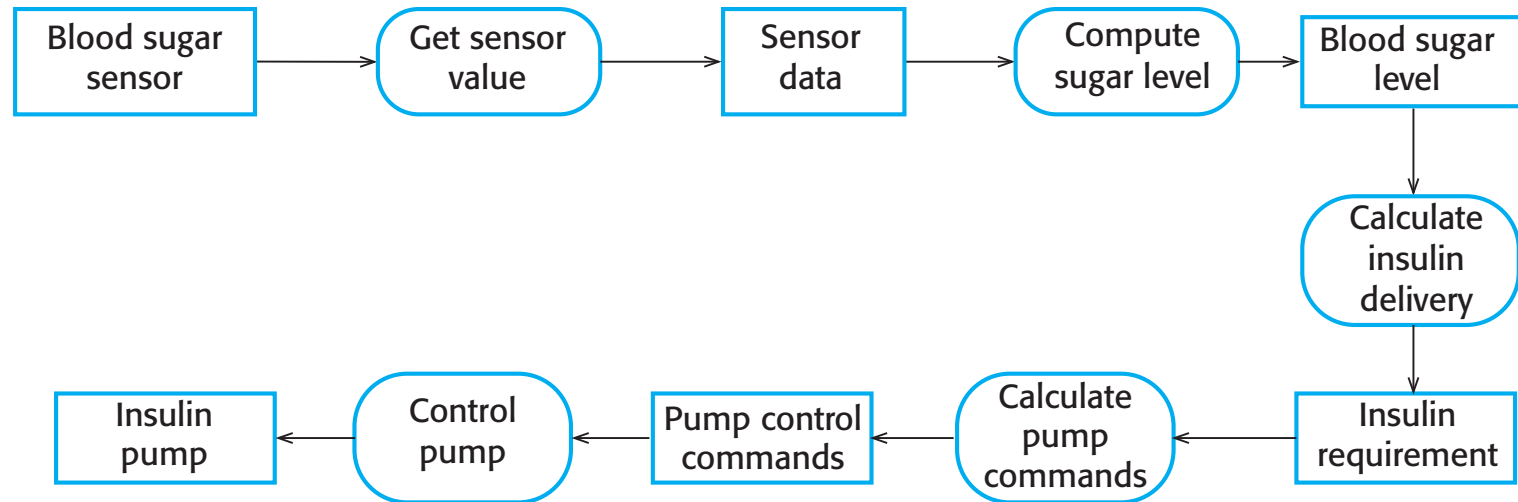 Blood sugar
sensor
Get sensor
value
Sensor
data
Compute
sugar level
Blood sugar
level
Calculate
insulin
delivery
Insulin
pump
Control
pump
Pump control
commands
Calculate
pump
commands
Insulin
requirement